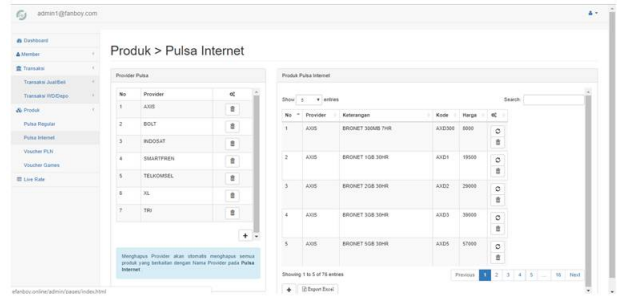 admin1@fanboy.com
Dashboard
Member
Transaksi
Transaksi Jual/Beli
Transaksi WD/Depo
Produk
Pulsa Regular
Pulsa Internet
Voucher PLN
Voucher Games
Live Rate
Produk > Pulsa Internet
Provider Pulsa
No Provider
1 AXIS
2 BOLT
3 INDOSAT
4 SMARTFREN
5 TELKOMSEL
6 XL
7 TRI
+
Menghapus Provider akan otomatis menghapus semua
produk yang berkaitan dengan Nama Provider pada Pulsa
Internet
Produk Pulsa Internet
Show 5 entries Search:
No Provider Keterangan Kode Harga
1 AXIS BRONET 300MB 7HR AXD300 8000
2 AXIS BRONET 1GB 30HR AXD1 19500
3 AXIS BRONET 2GB 30HR AXD2 29000
4 AXIS BRONET 3GB 30HR AXD3 39000
5 AXIS BRONET 5GB 30HR AXD5 57000
Showing 1 to 5 of 78 entries
Previous 1 2 3 4 5 ... 16 Next
+ Export Excel
efanboy.online/admin/pages/index.html